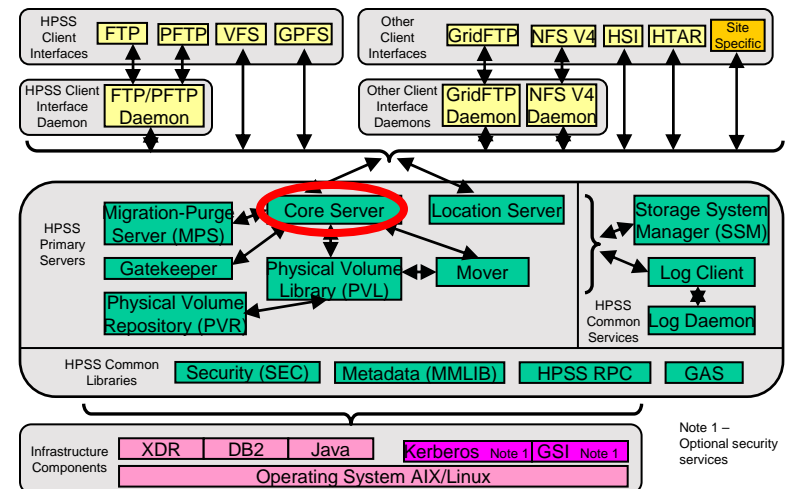 HPSS
Client
Interfaces
FTP
PFTP
VFS
GPFS
Other
Client
Interfaces
GridFTP
NFS V4
HSI
HTAR
Site
Specific
HPSS Client
Interface
Daemon
FTP/PFTP
Daemon
Other Client
Interface
Daemons
GridFTP
Daemon
NFS V4
Daemon
HPSS
Primary
Servers
Migration-Purge
Server (MPS)
Core Server
Location Server
Gatekeeper
Physical Volume
Library (PVL)
Mover
Physical Volume
Repository (PVR)
Storage System
Manager (SSM)
Log Client
HPSS
Common
Services
Log Daemon
HPSS Common
Libraries
Security (SEC)
Metadata (MMLIB)
HPSS RPC
GAS
Infrastructure
Components
XDR
DB2
Java
Kerberos Note 1
GSI Note 1
Operating System AIX/Linux
Note 1 –
Optional security
services